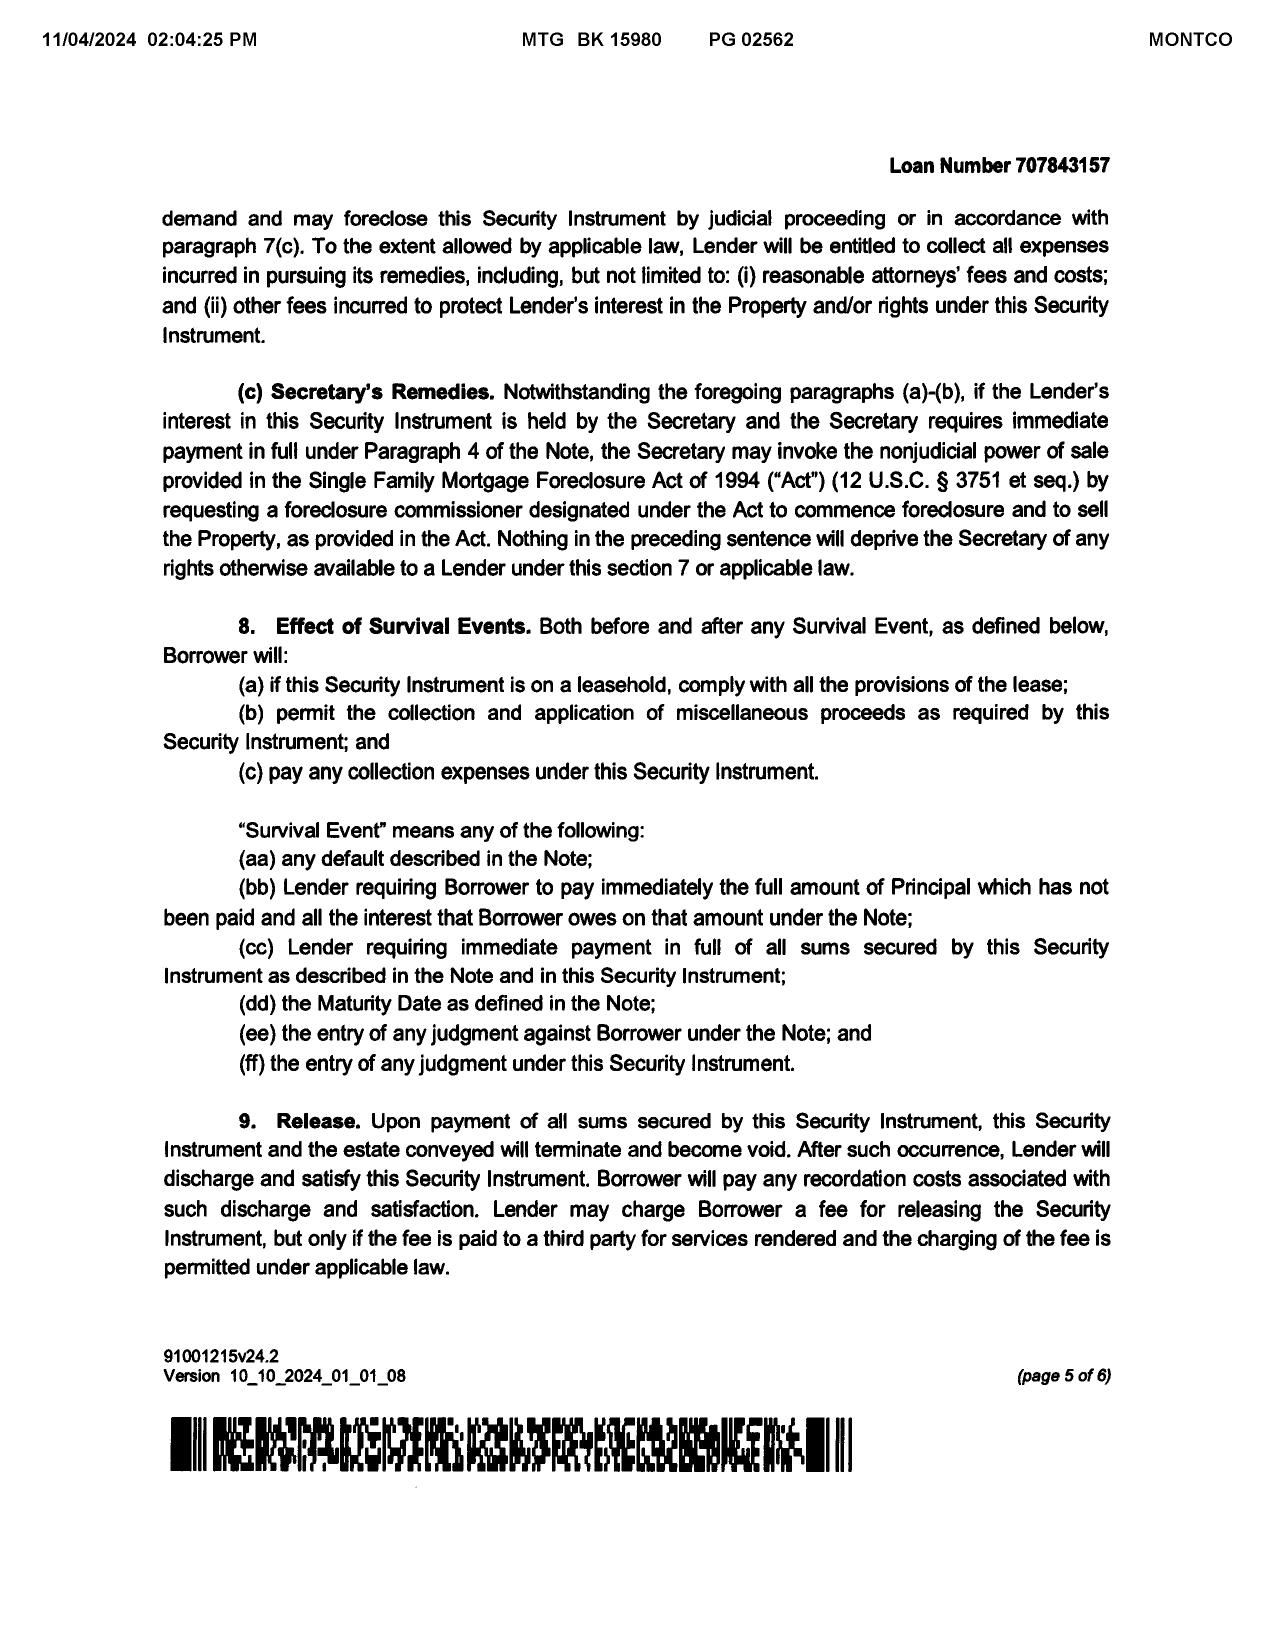 11/04/2024 02:04:25 PM MTG BK 15980 PG 02562 MONTCO
Loan Number 707843157
demand and may foreclose this Security Instrument by judicial proceeding or in accordance with
paragraph 7(c). To the extent allowed by applicable law, Lender will be entitled to collect all expenses
incurred in pursuing its remedies, including, but not limited to: (i) reasonable attorneys' fees and costs;
and (ii) other fees incurred to protect Lender's interest in the Property and/or rights under this Security
Instrument.
(c) Secretary's Remedies. Notwithstanding the foregoing paragraphs (a)-(b), if the Lender's
interest in this Security Instrument is held by the Secretary and the Secretary requires immediate
payment in full under Paragraph 4 of the Note, the Secretary may invoke the nonjudicial power of sale
provided in the Single Family Mortgage Foreclosure Act of 1994 ("Act") (12 U.S.C. § 3751 et seq.) by
requesting a foreclosure commissioner designated under the Act to commence foreclosure and to sell
the Property, as provided in the Act. Nothing in the preceding sentence will deprive the Secretary of any
rights otherwise available to a Lender under this section 7 or applicable law.
8. Effect of Survival Events. Both before and after any Survival Event, as defined below,
Borrower will:
(a) if this Security Instrument is on a leasehold, comply with all the provisions of the lease;
(b) permit the collection and application of miscellaneous proceeds as required by this
Security Instrument; and
(c) pay any collection expenses under this Security Instrument.
"Survival Event" means any of the following:
(aa) any default described in the Note;
(bb) Lender requiring Borrower to pay immediately the full amount of Principal which has not
been paid and all the interest that Borrower owes on that amount under the Note;
(cc) Lender requiring immediate payment in full of all sums secured by this Security
Instrument as described in the Note and in this Security Instrument;
(dd) the Maturity Date as defined in the Note;
(ee) the entry of any judgment against Borrower under the Note; and
(ff) the entry of any judgment under this Security Instrument.
9. Release. Upon payment of all sums secured by this Security Instrument, this Security
Instrument and the estate conveyed will terminate and become void. After such occurrence, Lender will
discharge and satisfy this Security Instrument. Borrower will pay any recordation costs associated with
such discharge and satisfaction. Lender may charge Borrower a fee for releasing the Security
Instrument, but only if the fee is paid to a third party for services rendered and the charging of the fee is
permitted under applicable law.
91001215v24.2
Version 10_10_2024_01_01_08 (page 5 of 6)